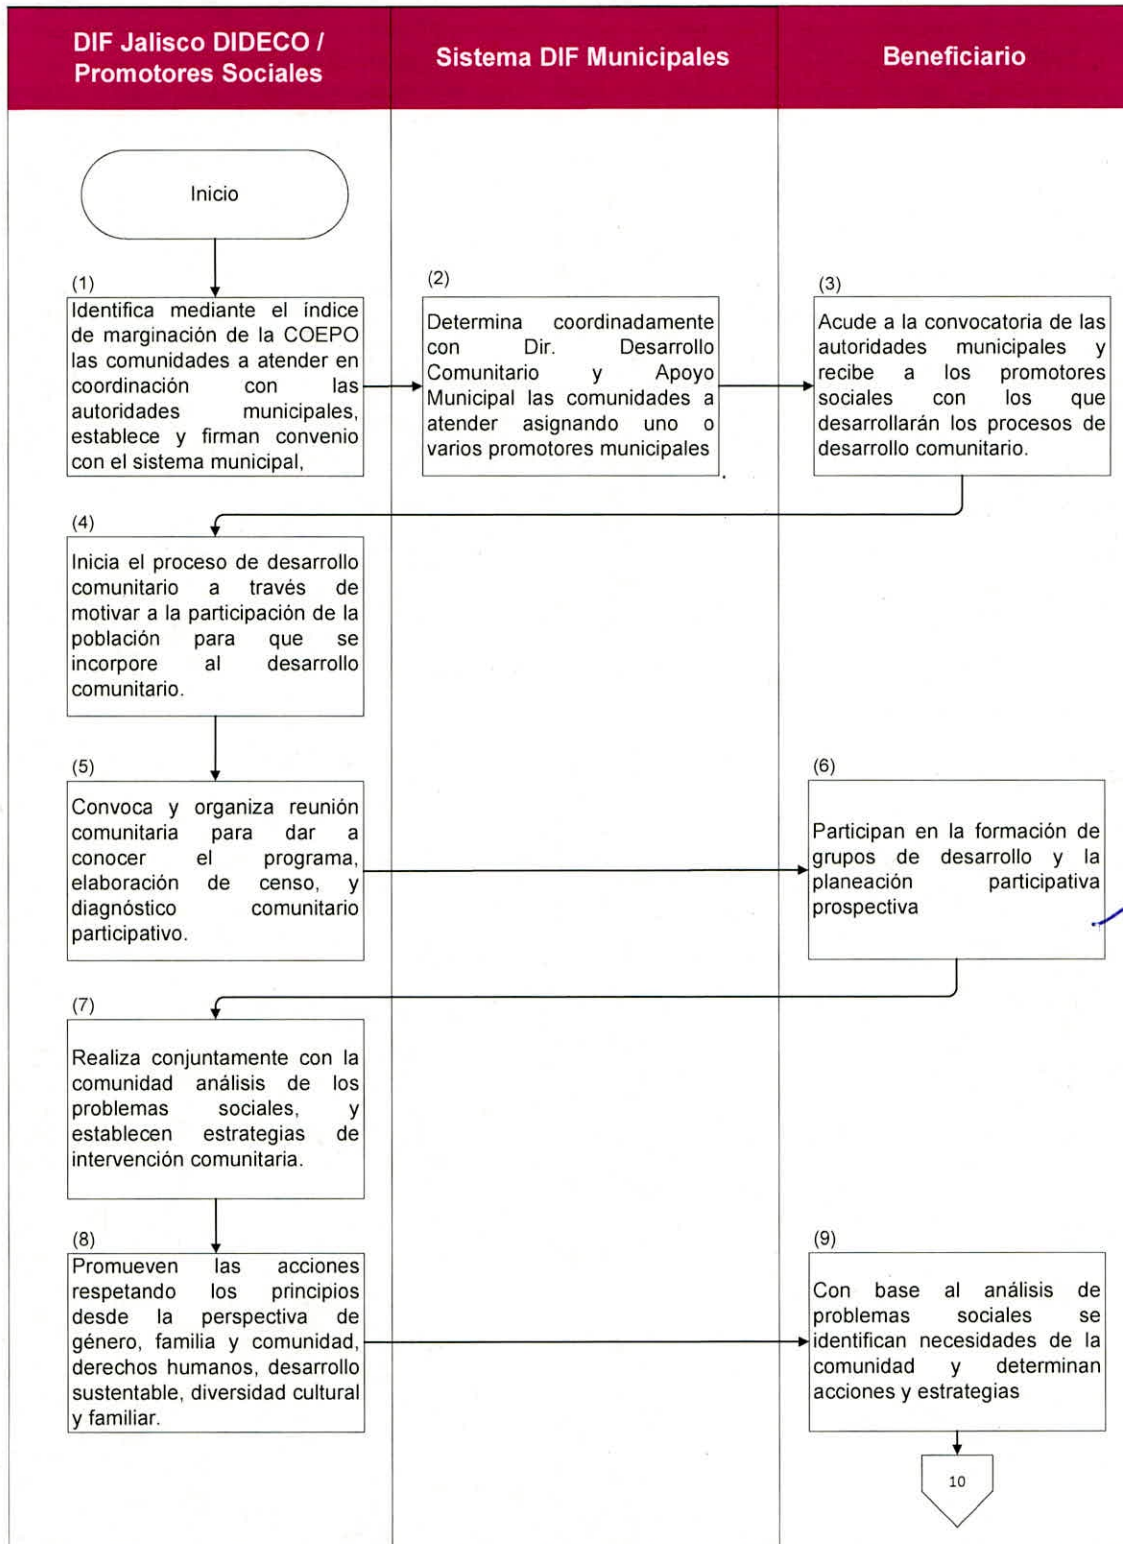 DIF Jalisco DIDECO /
Promotores Sociales
Sistema DIF Municipales
Beneficiario
Inicio
(1)
Identifica mediante el índice
de marginación de la COEPO
las comunidades a atender en
coordinación con las
autoridades municipales,
establece y firman convenio
con el sistema municipal,
(2)
Determina coordinadamente
con Dir. Desarrollo
Comunitario y Apoyo
Municipal las comunidades a
atender asignando uno o
varios promotores municipales
.
(3)
Acude a la convocatoria de las
autoridades municipales y
recibe a los promotores
sociales con los que
desarrollarán los procesos de
desarrollo comunitario.
(4)
Inicia el proceso de desarrollo
comunitario a través de
motivar a la participación de la
población para que se
incorpore al desarrollo
comunitario.
(5)
Convoca y organiza reunión
comunitaria para dar a
conocer el programa,
elaboración de censo, y
diagnóstico comunitario
participativo.
(6)
Participan en la formación de
grupos de desarrollo y la
planeación participativa
prospectiva
(7)
Realiza conjuntamente con la
comunidad análisis de los
problemas sociales, y
establecen estrategias de
intervención comunitaria.
(8)
Promueven las acciones
respetando los principios
desde la perspectiva de
género, familia y comunidad,
derechos humanos, desarrollo
sustentable, diversidad cultural
y familiar.
(9)
Con base al análisis de
problemas sociales se
identifican necesidades de la
comunidad y determinan
acciones y estrategias
10